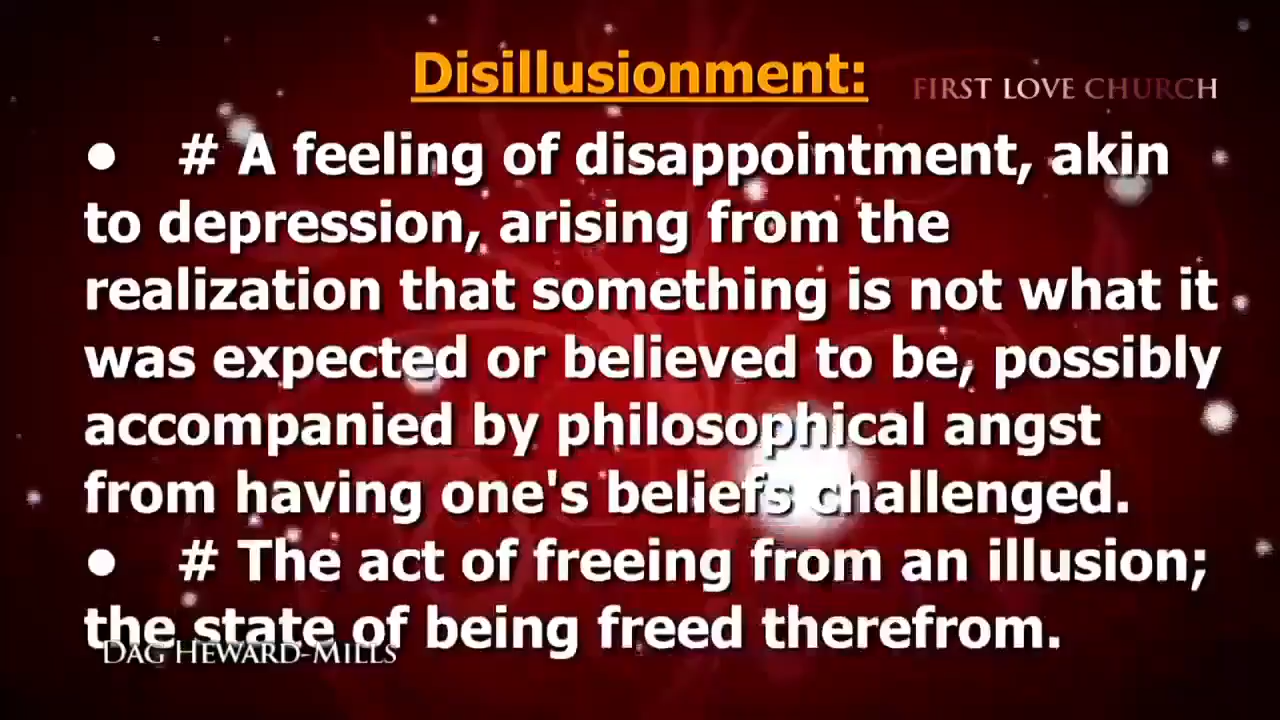 Disillusionment:
FIRST LOVE CHURCH
● # A feeling of disappointment, akin
to depression, arising from the
realization that something is not what it
was expected or believed to be, possibly
accompanied by philosophical angst
from having one's beliefs challenged.
● # The act of freeing from an illusion;
the state of being freed therefrom.
DAG HEWARD-MILLS